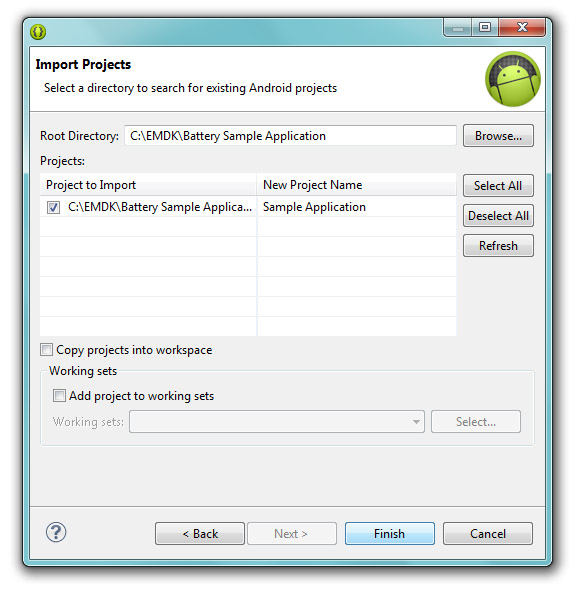 Import Projects
Select a directory to search for existing Android projects
Root Directory: C:\EMDK\Battery Sample Application Browse...
Projects:
Project to Import New Project Name Select All
C:\EMDK\Battery Sample Applica... Sample Application
Deselect All
Refresh
Copy projects into workspace
Working sets
Add project to working sets
Working sets: Select...
? < Back Next > Finish Cancel